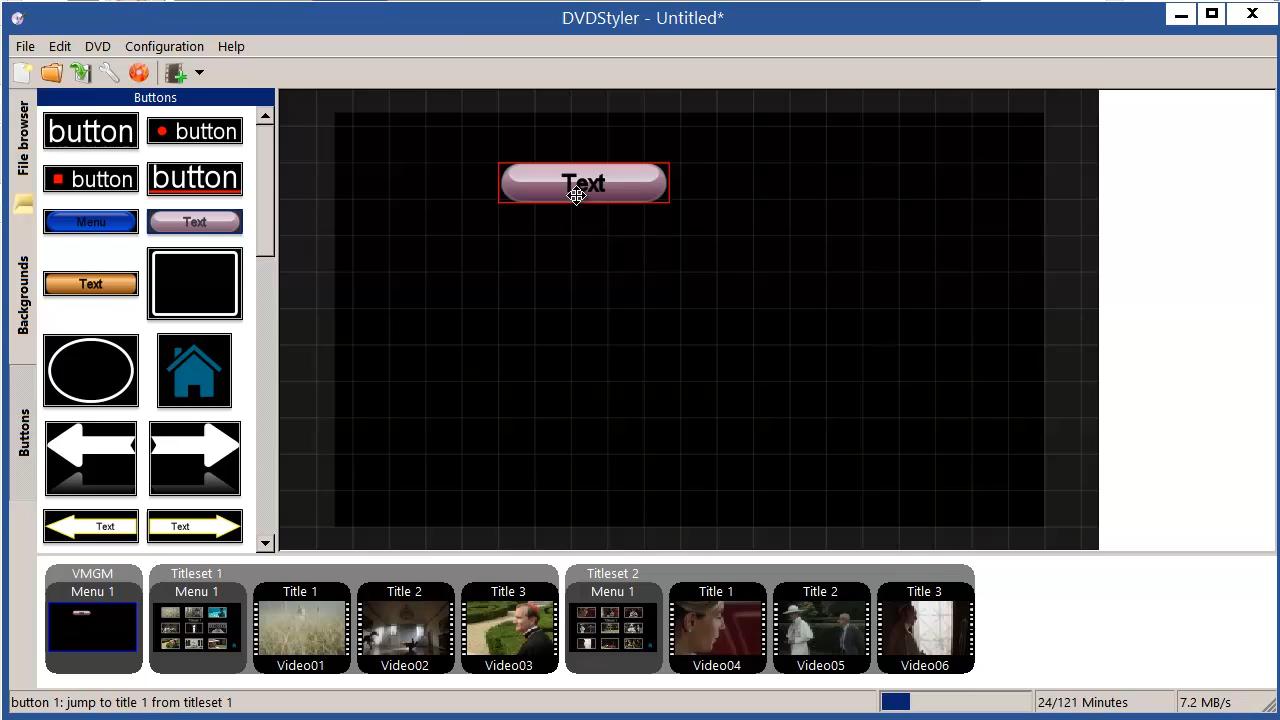 DVDStyler - Untitled*
File Edit DVD Configuration Help
File browser
Backgrounds
Buttons
Buttons
button
button
button
button
Menu
Text
Text
Text
Text
Text
VMGM
Menu 1
Titleset 1
Menu 1
Title 1
Video01
Title 2
Video02
Title 3
Video03
Titleset 2
Menu 1
Title 1
Video04
Title 2
Video05
Title 3
Video06
button 1: jump to title 1 from titleset 1
24/121 Minutes
7.2 MB/s